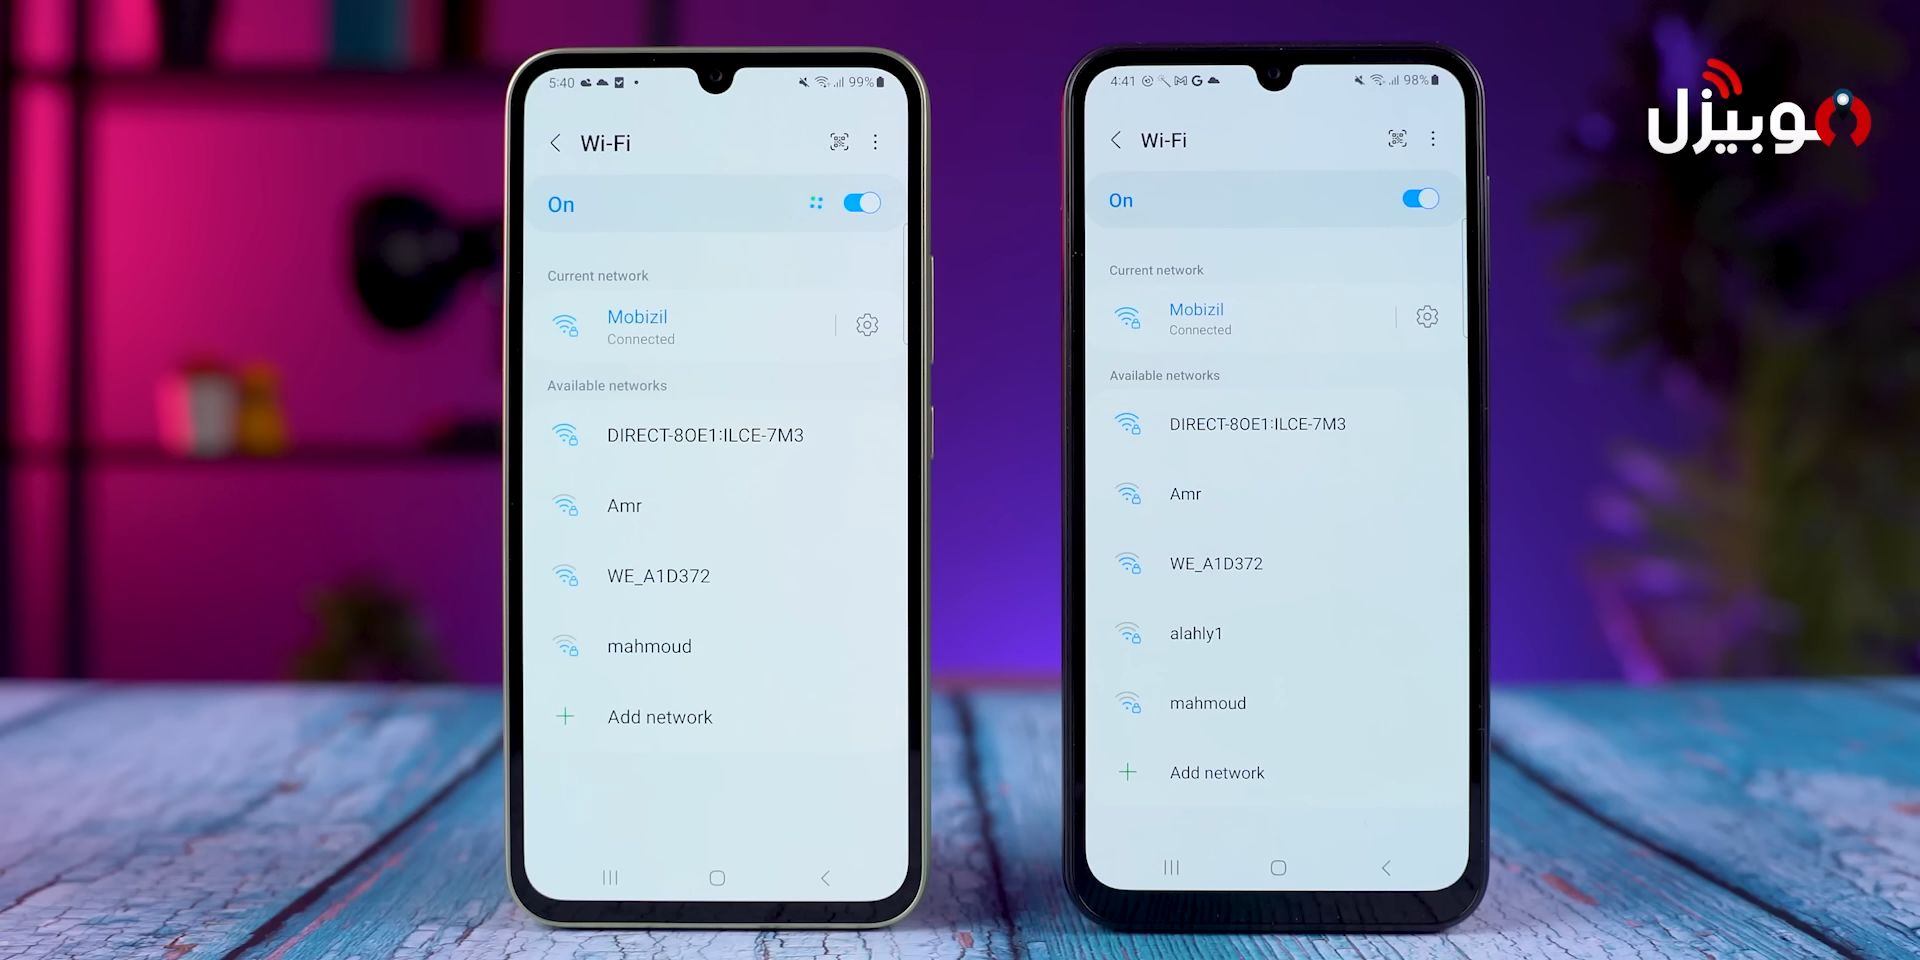 5:40
99%
Wi-Fi
On
Current network
Mobizil
Connected
Available networks
DIRECT-8OE1:ILCE-7M3
Amr
WE_A1D372
mahmoud
Add network
4:41
98%
Wi-Fi
On
Current network
Mobizil
Connected
Available networks
DIRECT-8OE1:ILCE-7M3
Amr
WE_A1D372
alahly1
mahmoud
Add network
موبيزل